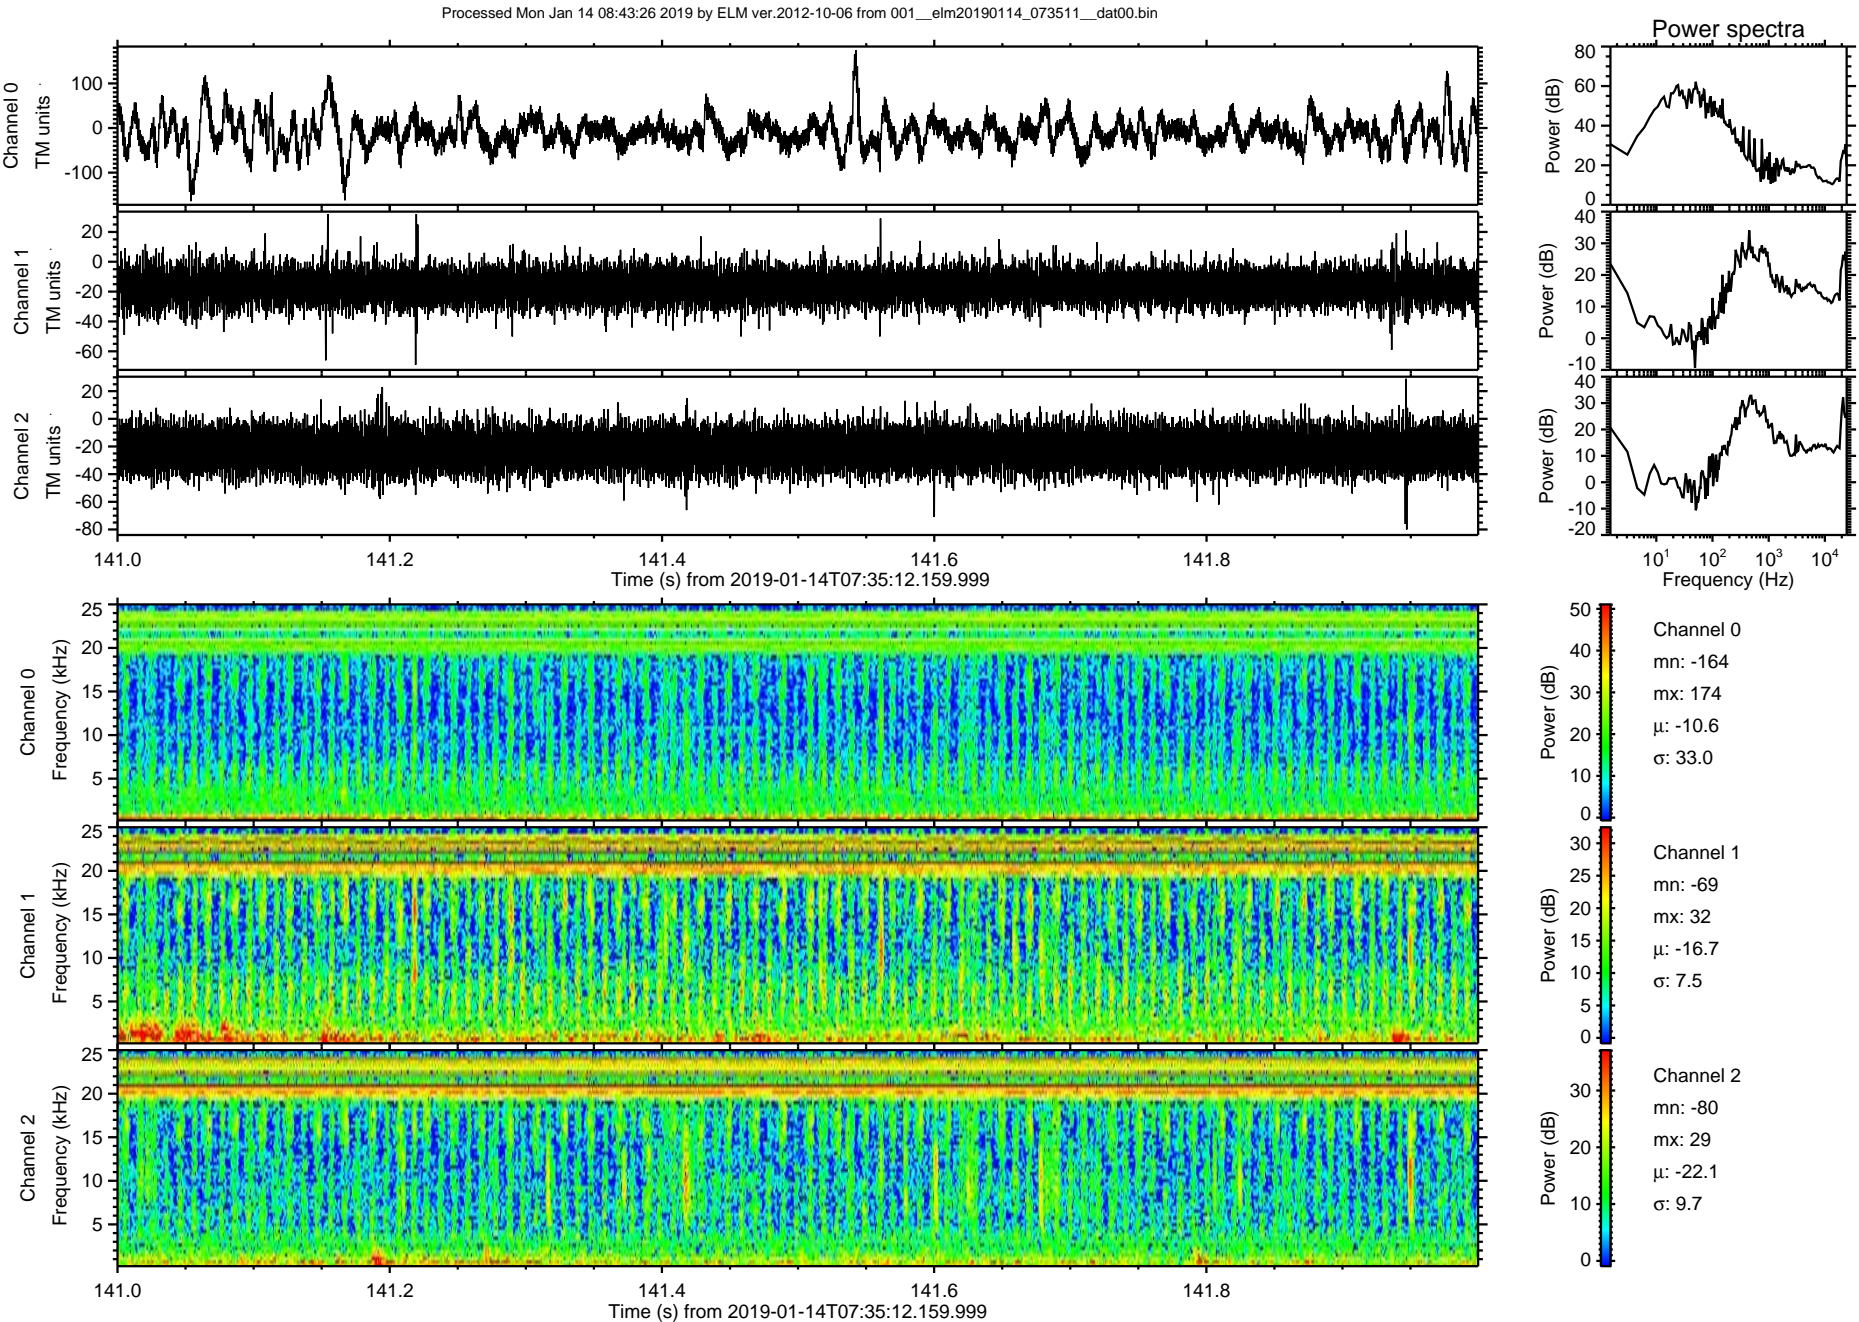 Processed Mon Jan 14 08:43:26 2019 by ELM ver.2012-10-06 from 001__elm20190114_073511__dat00.bin
Power spectra
Channel 0
TM units
100
0
-100
Power (dB)
80
60
40
20
0
Channel 1
TM units
20
0
-20
-40
-60
Power (dB)
40
30
20
10
0
-10
Channel 2
TM units
20
0
-20
-40
-60
-80
Power (dB)
40
30
20
10
0
-10
-20
141.0 141.2 141.4 141.6 141.8
Time (s) from 2019-01-14T07:35:12.159.999
10¹ 10² 10³ 10⁴
Frequency (Hz)
Channel 0
Frequency (kHz)
25
20
15
10
5
Power (dB)
50
40
30
20
10
0
Channel 0
mn: -164
mx: 174
μ: -10.6
σ: 33.0
Channel 1
Frequency (kHz)
25
20
15
10
5
Power (dB)
30
25
20
15
10
5
0
Channel 1
mn: -69
mx: 32
μ: -16.7
σ: 7.5
Channel 2
Frequency (kHz)
25
20
15
10
5
Power (dB)
30
20
10
0
Channel 2
mn: -80
mx: 29
μ: -22.1
σ: 9.7
141.0 141.2 141.4 141.6 141.8
Time (s) from 2019-01-14T07:35:12.159.999